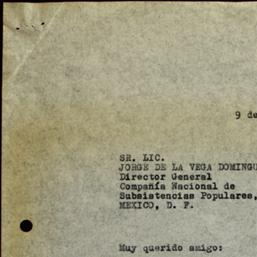 9 de
SR. LIC.
JORGE DE LA VEGA DOMINGU
Director General
Compañía Nacional de
Subsistencias Populares,
MEXICO, D. F.
Muy querido amigo: